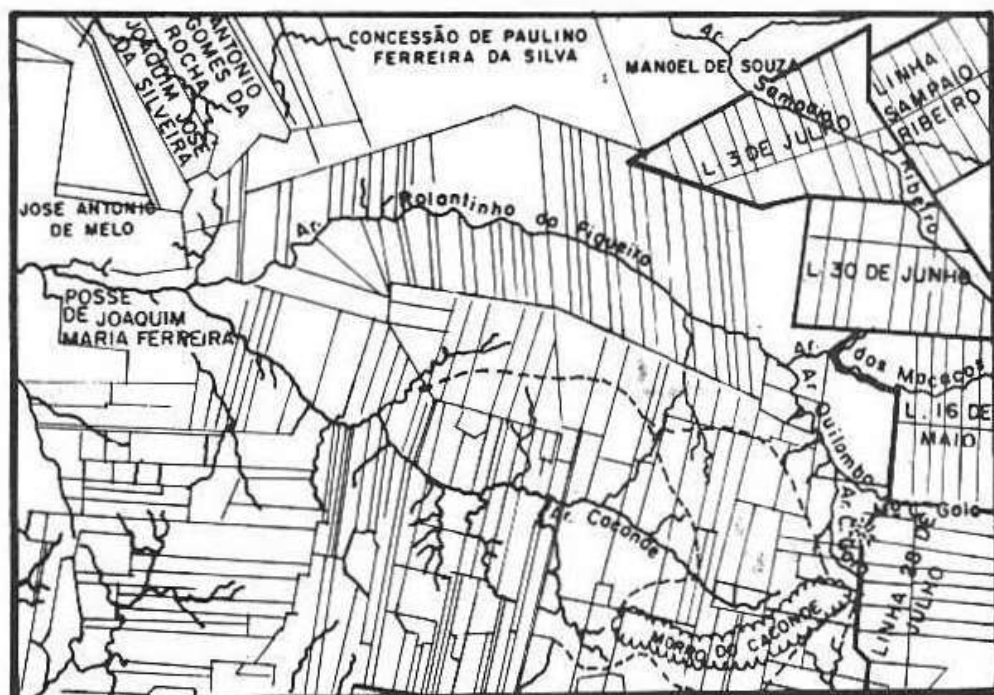 CONCESSÃO DE PAULINO
FERREIRA DA SILVA
ANTONIO
GOMES DA
ROCHA
JOAQUIM JOSÉ
DA SILVEIRA
Ar.
MANOEL DE SOUZA
Sampaio
Ribeiro
LINHA
SAMPAIO
RIBEIRO
L. 3 DE JULHO
JOSE ANTONIO
DE MELO
Ar.
Rolantinho da Figueira
L. 30 DE JUNHO
POSSE
DE JOAQUIM
MARIA FERREIRA
Ar.
dos Macacos
Ar.
Quilombo
L. 16 DE
MAIO
Ar. Caconde
Ar.
MORRO DO CACONDE
LINHA 28 DE
JULHO